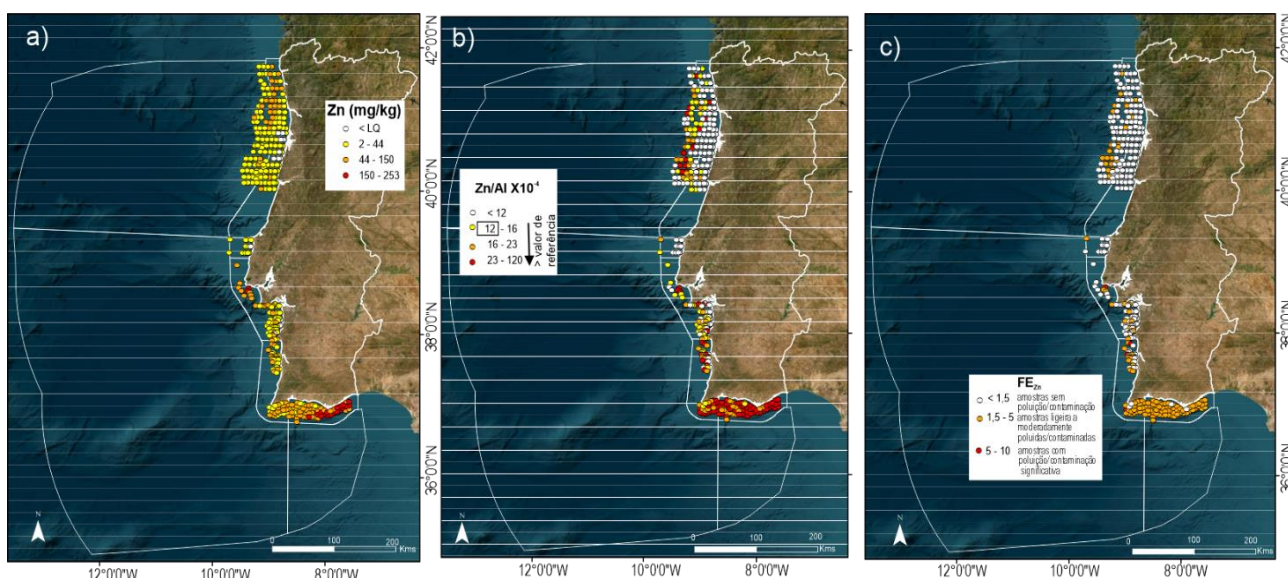 a)
Zn (mg/kg)
< LQ
2 - 44
44 - 150
150 - 253
N
0 100 200
Kms
12°0'0"W 10°0'0"W 8°0'0"W
42°0'0"N
40°0'0"N
38°0'0"N
36°0'0"N
b)
Zn/Al X10⁻⁴
< 12
12 - 16
16 - 23
23 - 120
> valor de
referência
N
0 100 200
Kms
12°0'0"W 10°0'0"W 8°0'0"W
42°0'0"N
40°0'0"N
38°0'0"N
36°0'0"N
c)
FE Zn
< 1,5 amostras sem
poluição/contaminação
1,5 - 5 amostras ligeira a
moderadamente
poluidas/contaminadas
5 - 10 amostras com
poluição/contaminação
significativa
N
0 100 200
Kms
12°0'0"W 10°0'0"W 8°0'0"W